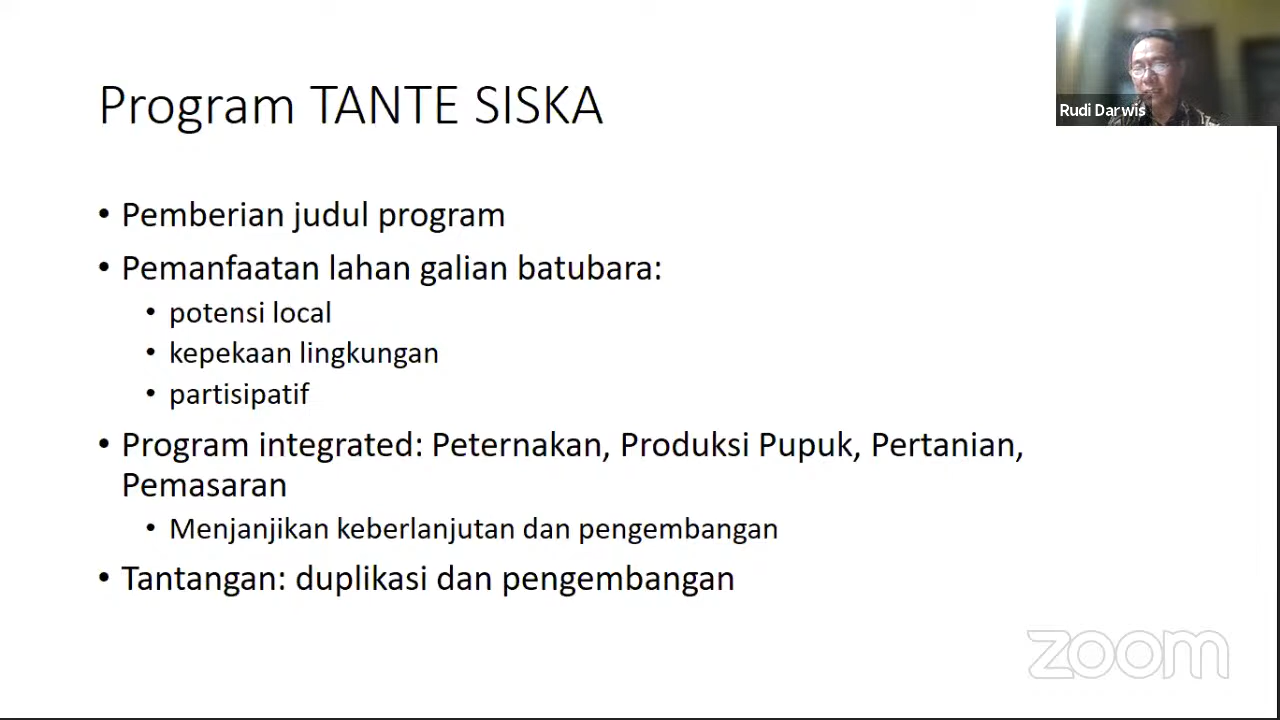 Program TANTE SISKA
Rudi Darwis
• Pemberian judul program
• Pemanfaatan lahan galian batubara:
• potensi local
• kepekaan lingkungan
• partisipatif
• Program integrated: Peternakan, Produksi Pupuk, Pertanian,
Pemasaran
• Menjanjikan keberlanjutan dan pengembangan
• Tantangan: duplikasi dan pengembangan
zoom